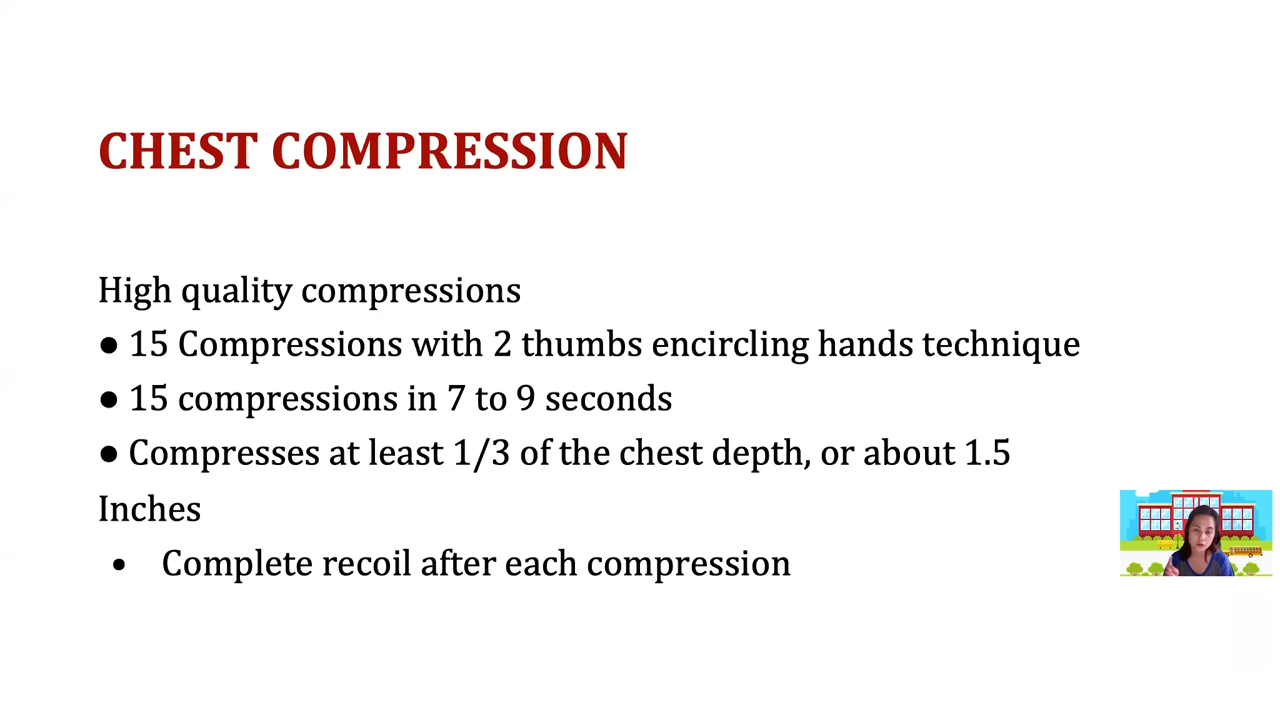 CHEST COMPRESSION
High quality compressions
● 15 Compressions with 2 thumbs encircling hands technique
● 15 compressions in 7 to 9 seconds
● Compresses at least 1/3 of the chest depth, or about 1.5
Inches
• Complete recoil after each compression